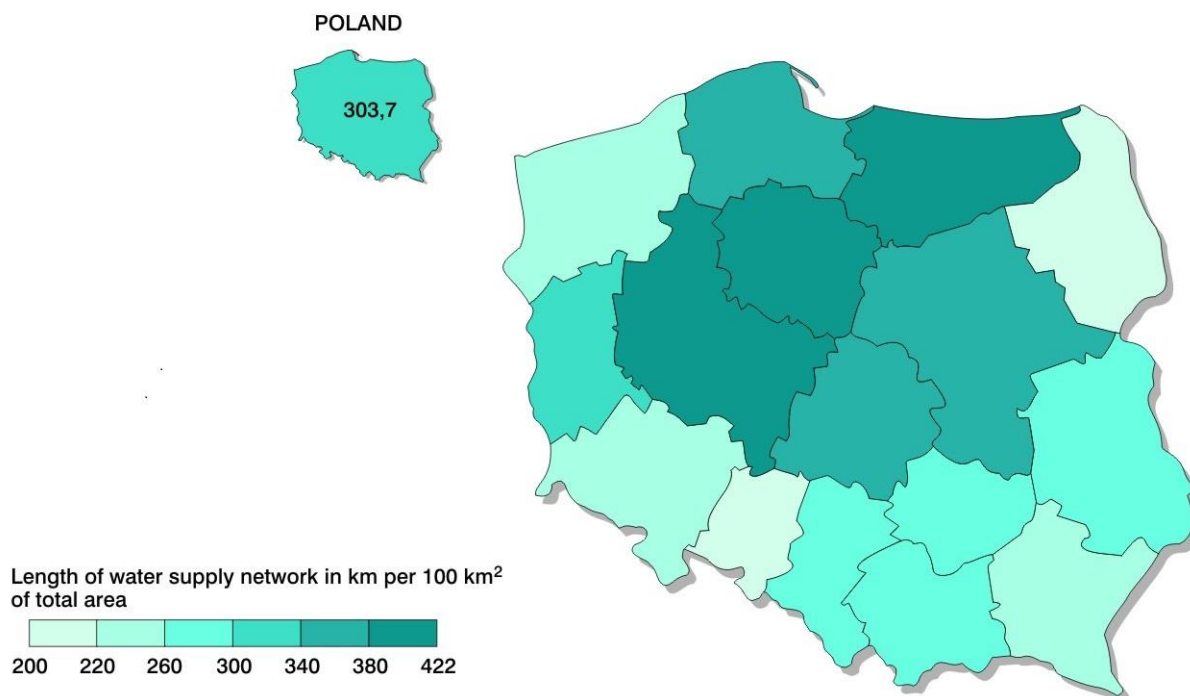 POLAND
303,7
Length of water supply network in km per 100 km²
of total area
200 220 260 300 340 380 422